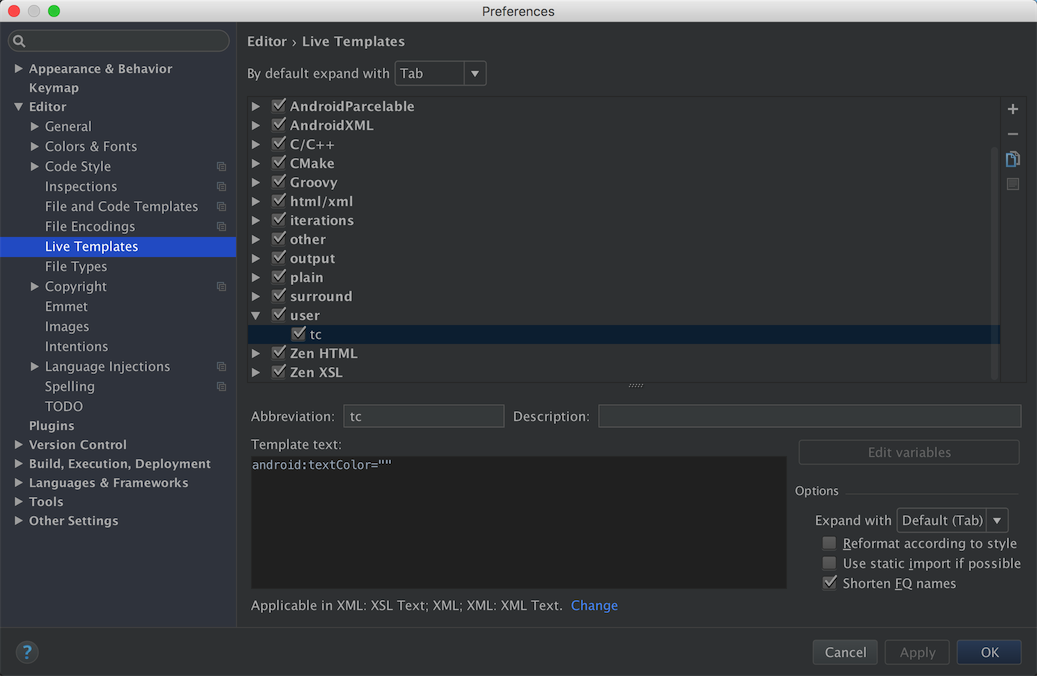 Preferences
Appearance & Behavior
Keymap
Editor
General
Colors & Fonts
Code Style
Inspections
File and Code Templates
File Encodings
Live Templates
File Types
Copyright
Emmet
Images
Intentions
Language Injections
Spelling
TODO
Plugins
Version Control
Build, Execution, Deployment
Languages & Frameworks
Tools
Other Settings
Editor › Live Templates
By default expand with Tab
AndroidParcelable
AndroidXML
C/C++
CMake
Groovy
html/xml
iterations
other
output
plain
surround
user
tc
Zen HTML
Zen XSL
Abbreviation: tc Description:
Template text:
android:textColor=""
Edit variables
Options
Expand with Default (Tab)
Reformat according to style
Use static import if possible
Shorten FQ names
Applicable in XML: XSL Text; XML; XML: XML Text. Change
? Cancel Apply OK